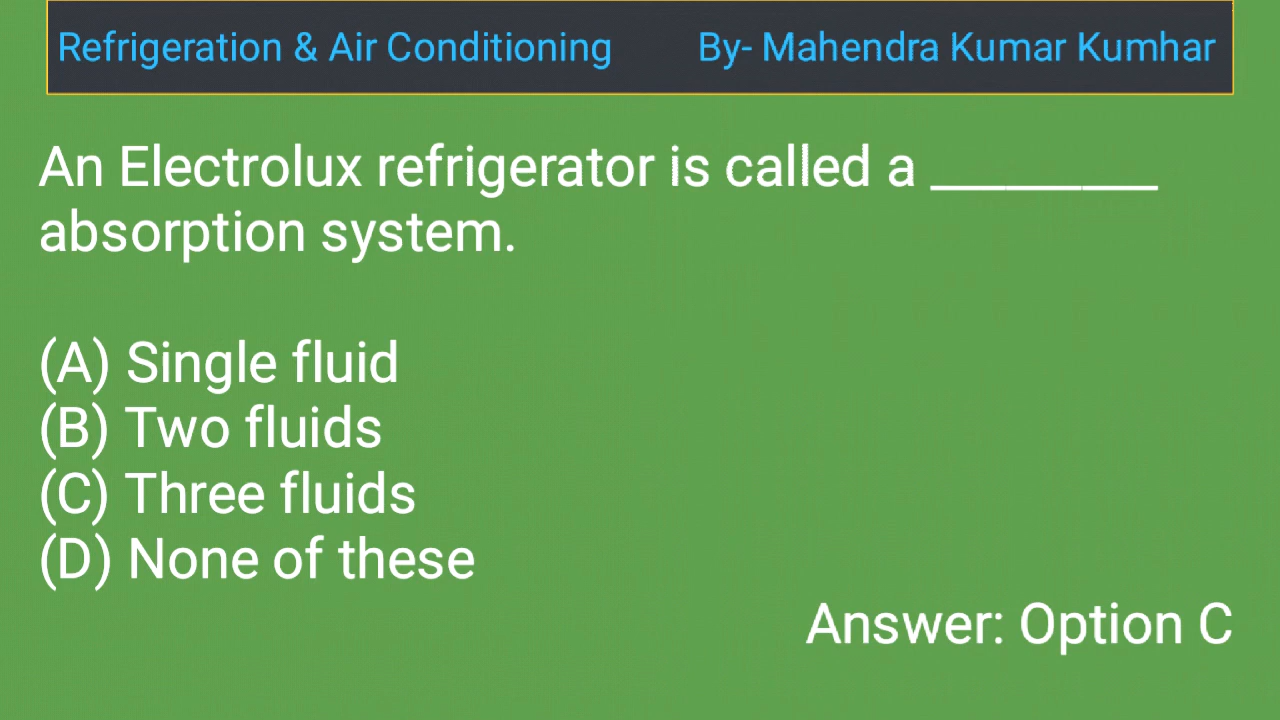 Refrigeration & Air Conditioning By- Mahendra Kumar Kumhar
An Electrolux refrigerator is called a _________
absorption system.
(A) Single fluid
(B) Two fluids
(C) Three fluids
(D) None of these
Answer: Option C